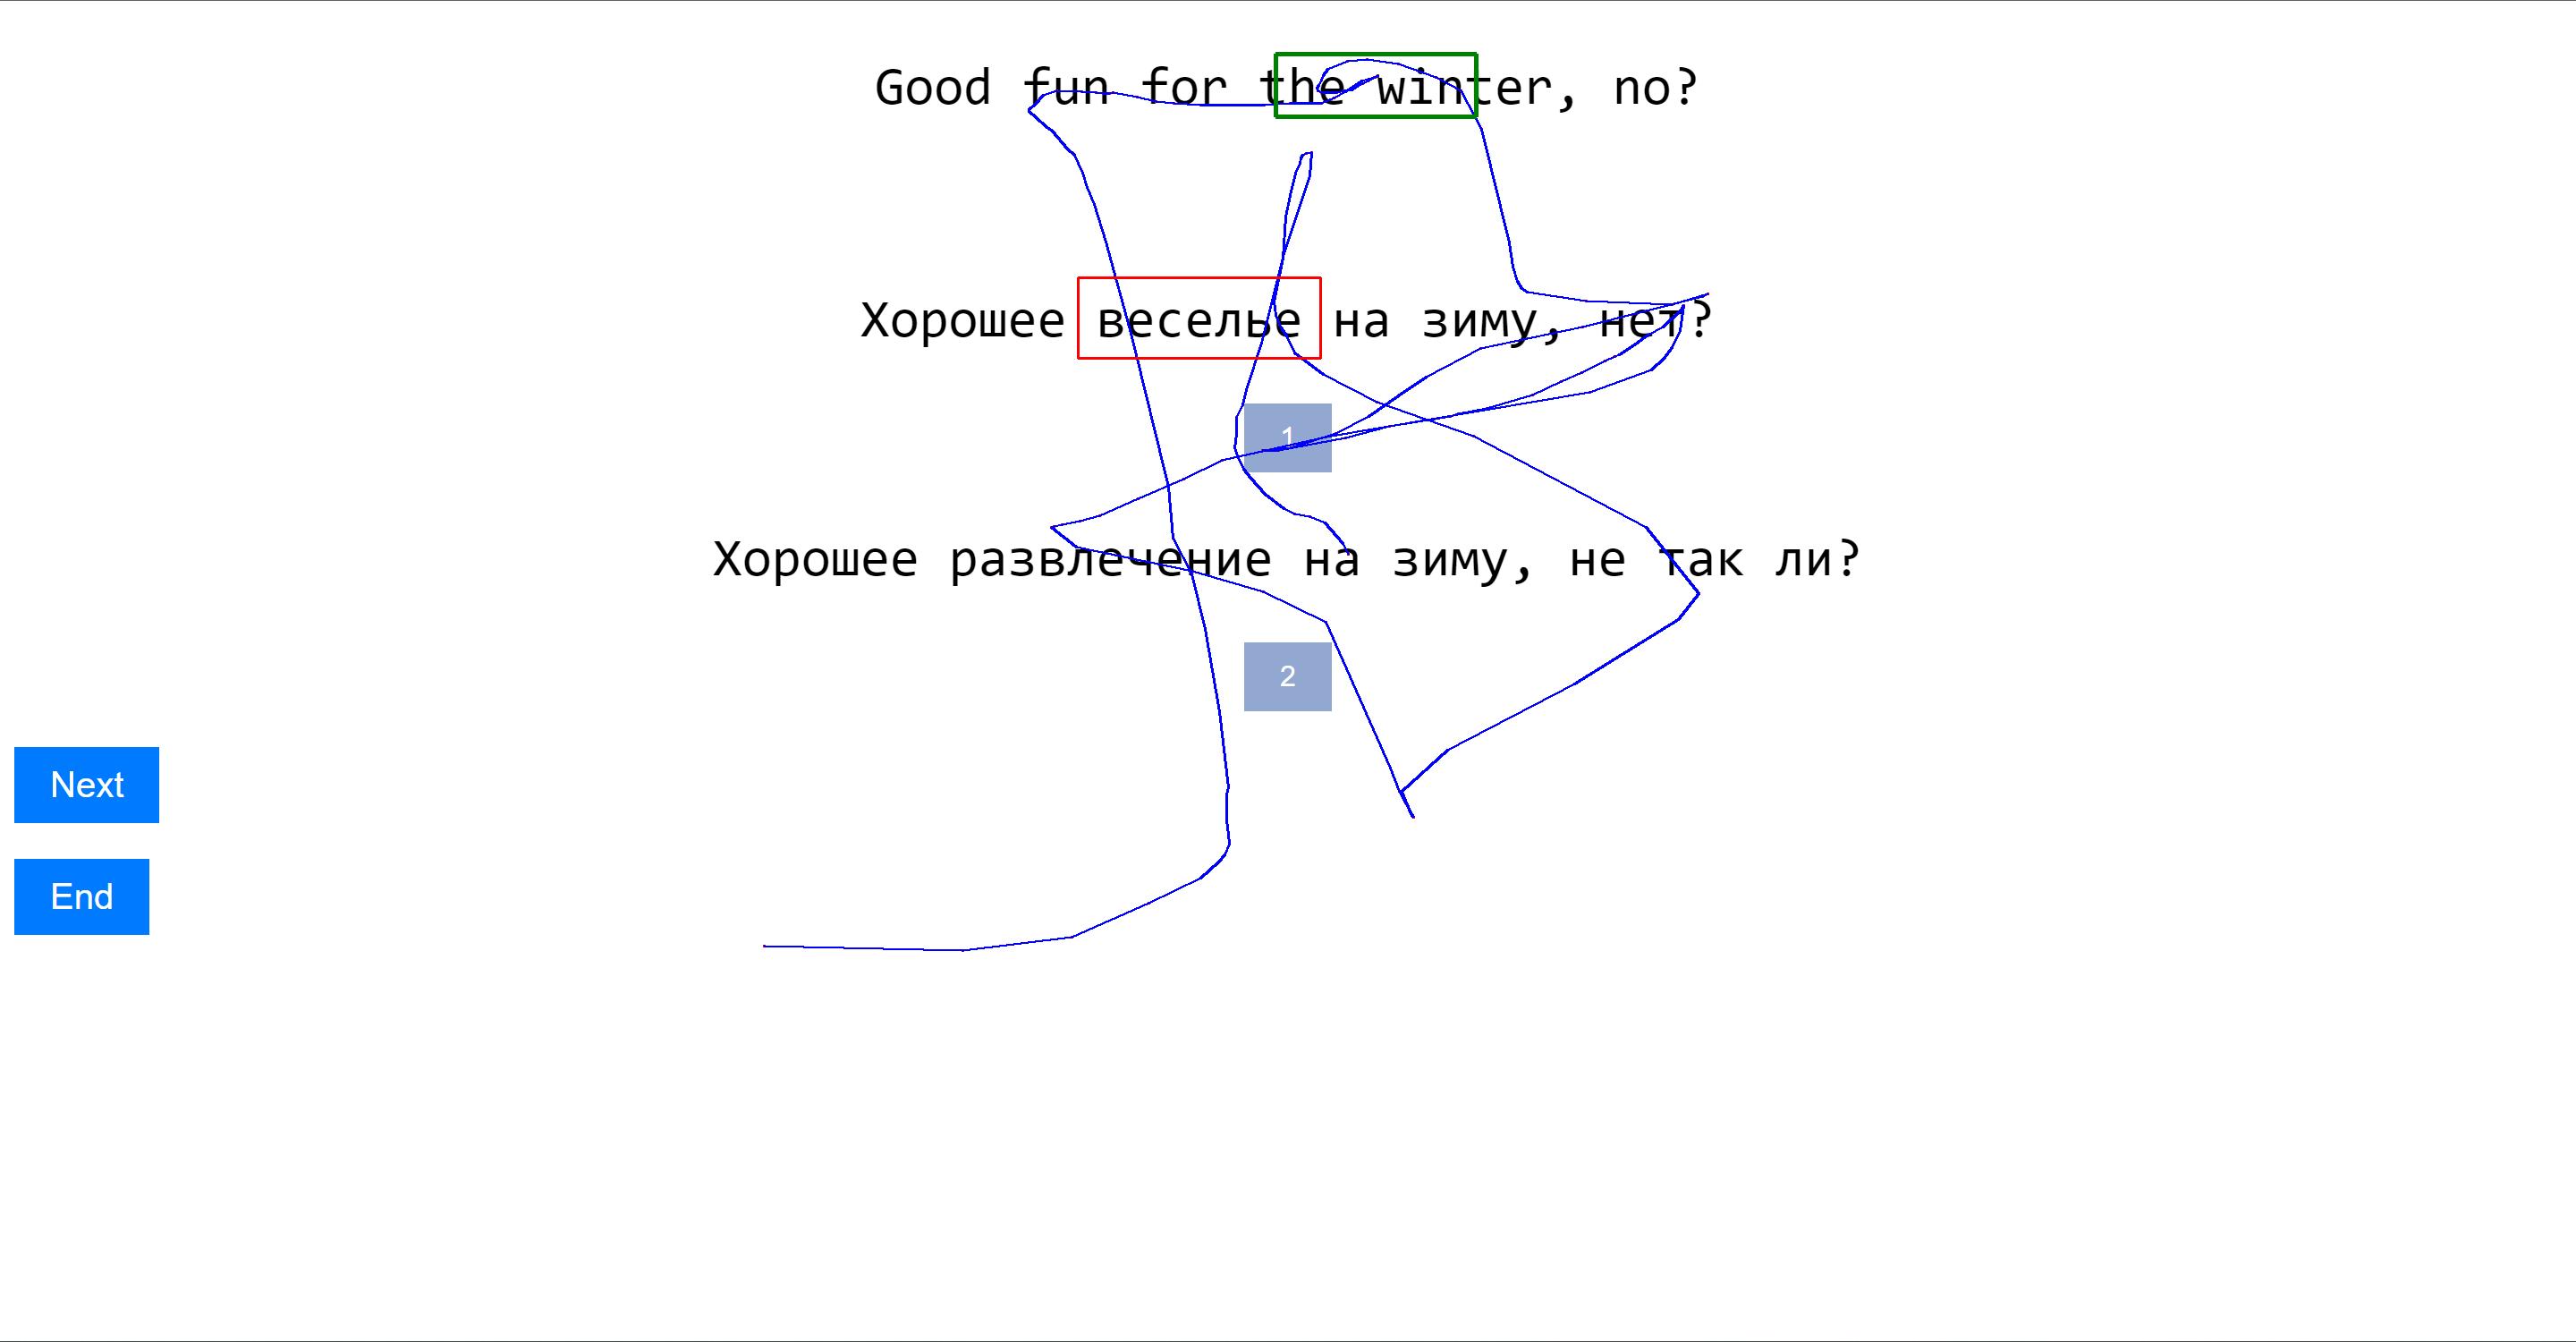 Good fun for the winter, no?
Хорошее веселье на зиму, нет?
1
Хорошее развлечение на зиму, не так ли?
2
Next
End